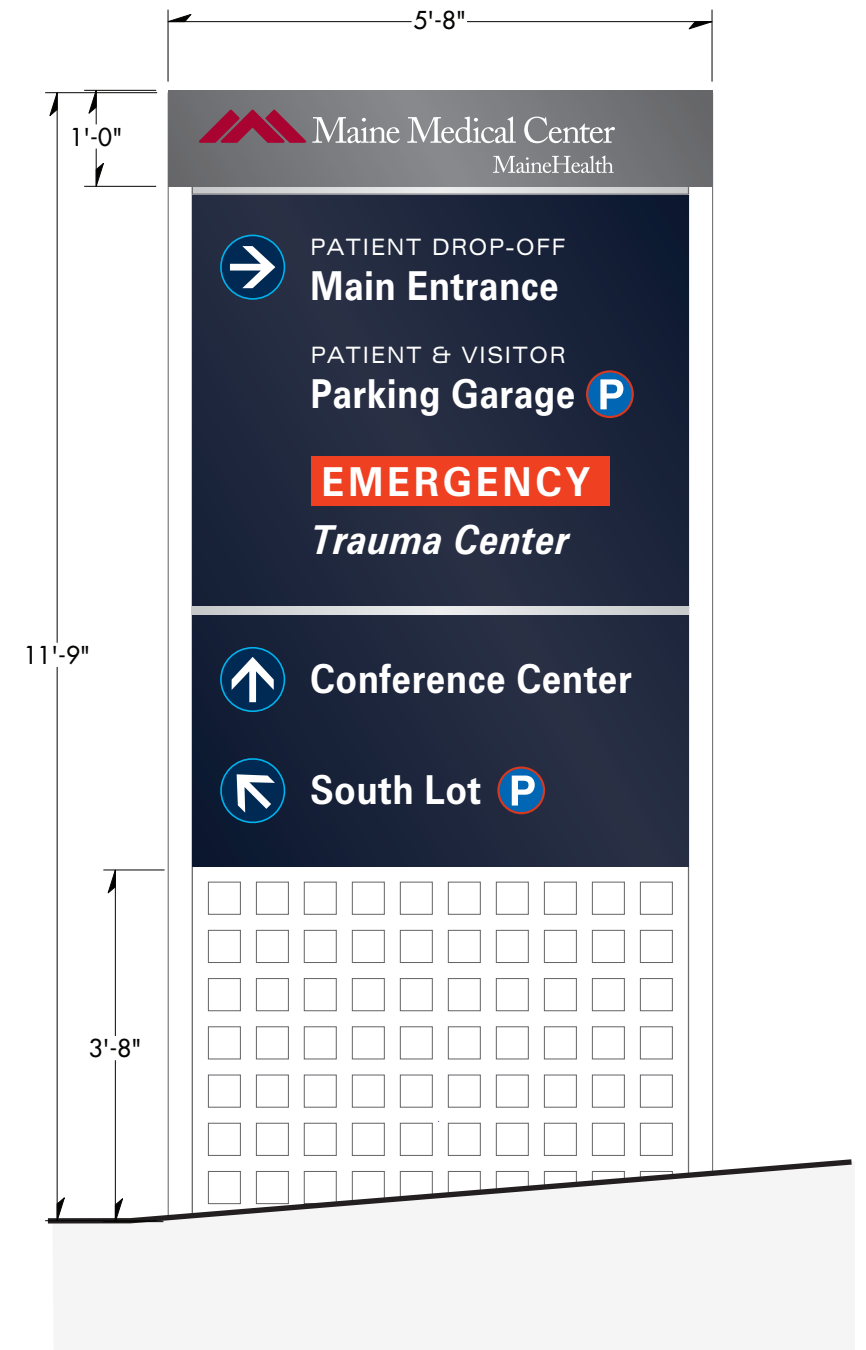 5'-8"
1'-0"
Maine Medical Center
MaineHealth
PATIENT DROP-OFF
Main Entrance
PATIENT & VISITOR
Parking Garage P
EMERGENCY
Trauma Center
11'-9"
Conference Center
South Lot P
3'-8"